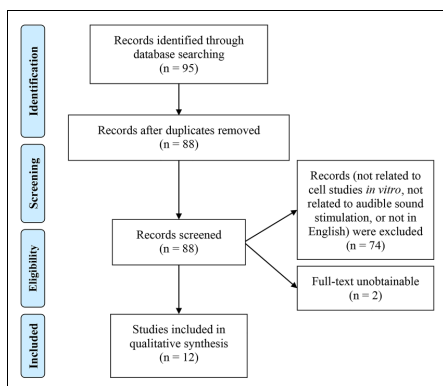 Identification
Records identified through
database searching
(n = 95)
Records after duplicates removed
(n = 88)
Screening
Records (not related to
cell studies in vitro, not
related to audible sound
stimulation, or not in
English) were excluded
n = 74
Records screened
(n = 88)
Eligibility
Full-text unobtainable
(n = 2)
Included
Studies included in
qualitative synthesis
(n = 12)